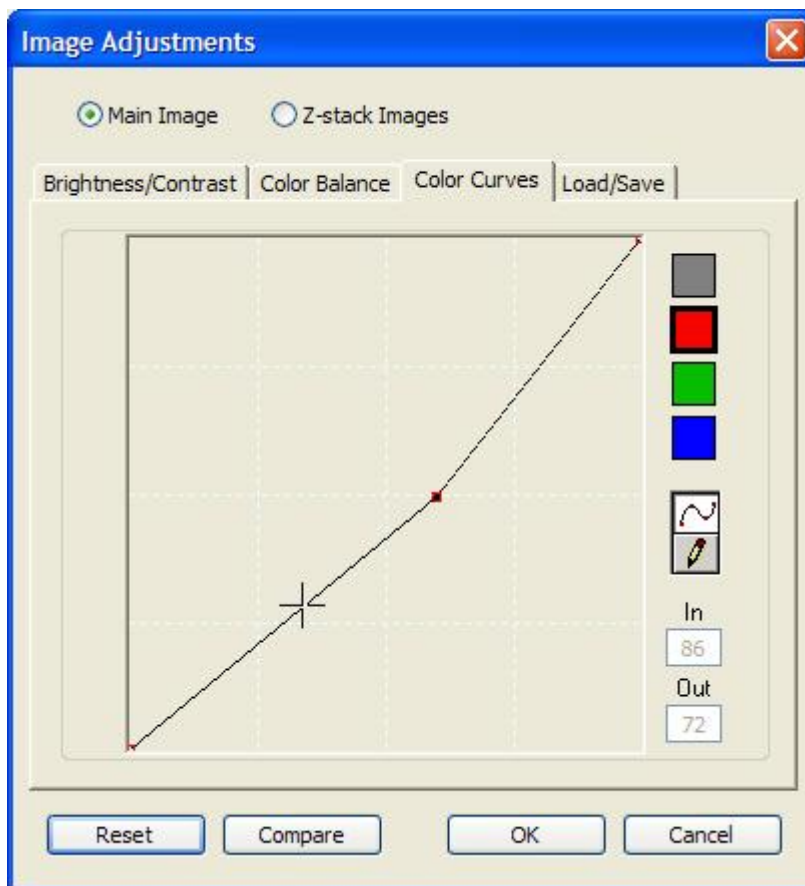 Image Adjustments
Main Image Z-stack Images
Brightness/Contrast Color Balance Color Curves Load/Save
In
86
Out
72
Reset Compare OK Cancel